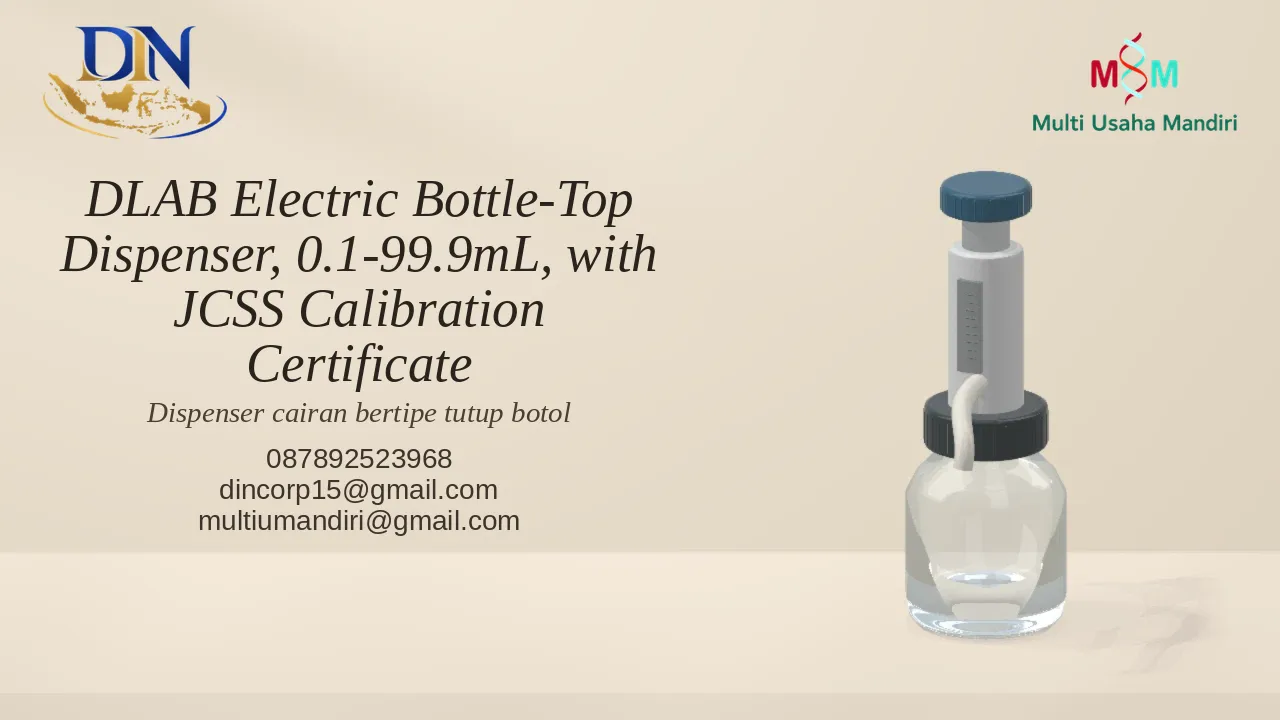 DN
M M
Multi Usaha Mandiri
DLAB Electric Bottle-Top
Dispenser, 0.1-99.9mL, with
JCSS Calibration
Certificate
Dispenser cairan bertipe tutup botol
087892523968
dincorp15@gmail.com
multiumandiri@gmail.com